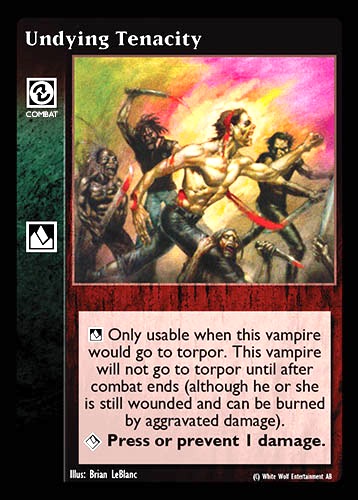 Undying Tenacity
COMBAT
Only usable when this vampire
would go to torpor. This vampire
will not go to torpor until after
combat ends (although he or she
is still wounded and can be burned
by aggravated damage).
Press or prevent 1 damage.
Illus: Brian LeBlanc
(C) White Wolf Entertainment AB